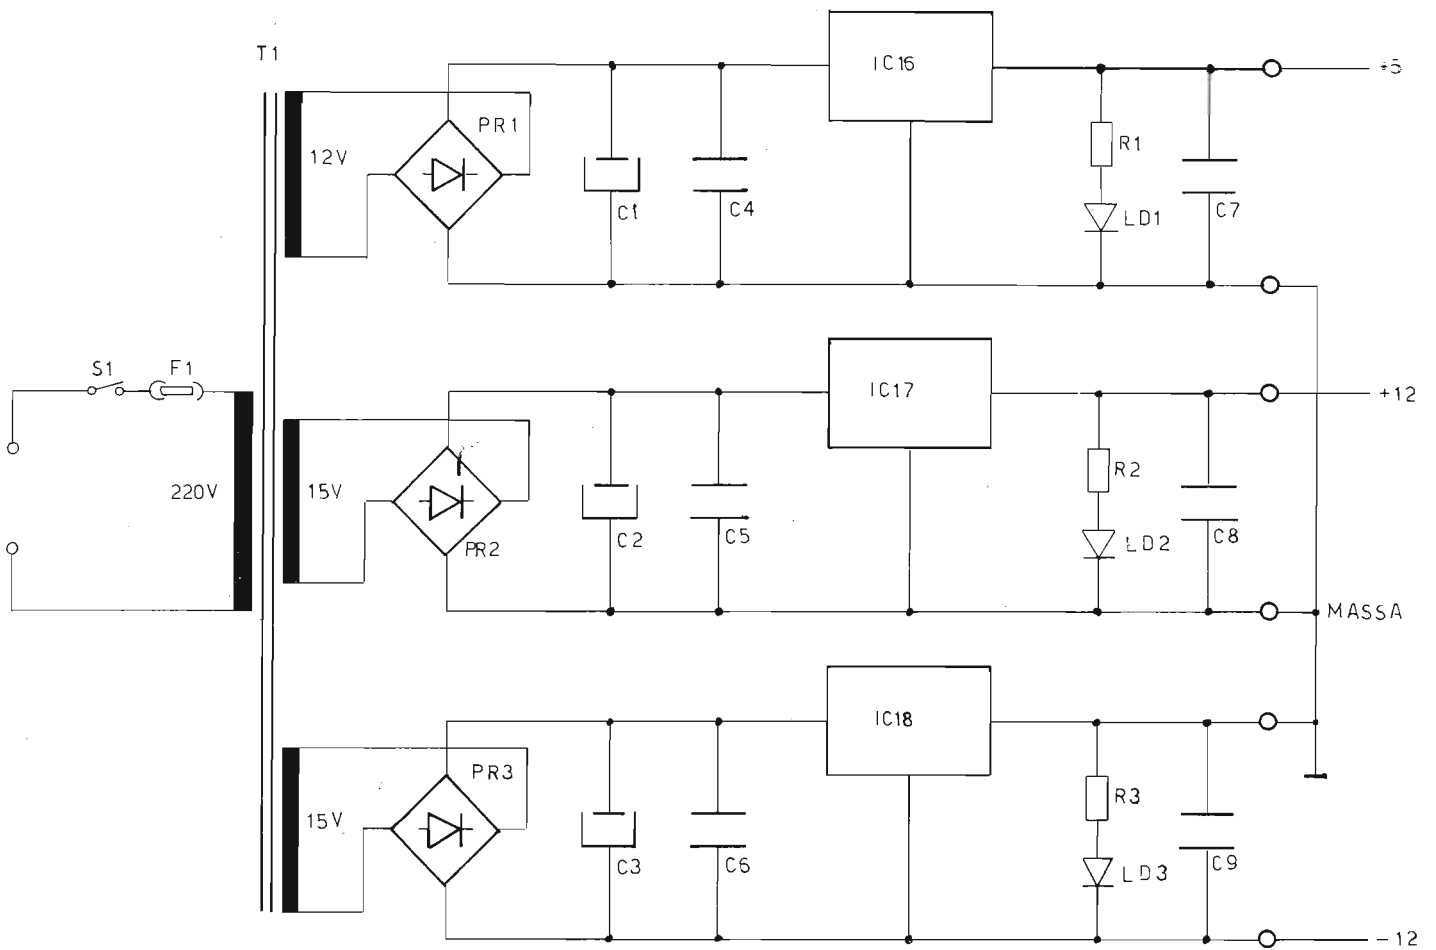 T1
IC16
+5
PR1
12V
R1
C1
C4
LD1
C7
S1
F1
IC17
+12
220V
15V
PR2
R2
C2
C5
LD2
C8
MASSA
IC18
PR3
15V
R3
C3
C6
LD3
C9
-12